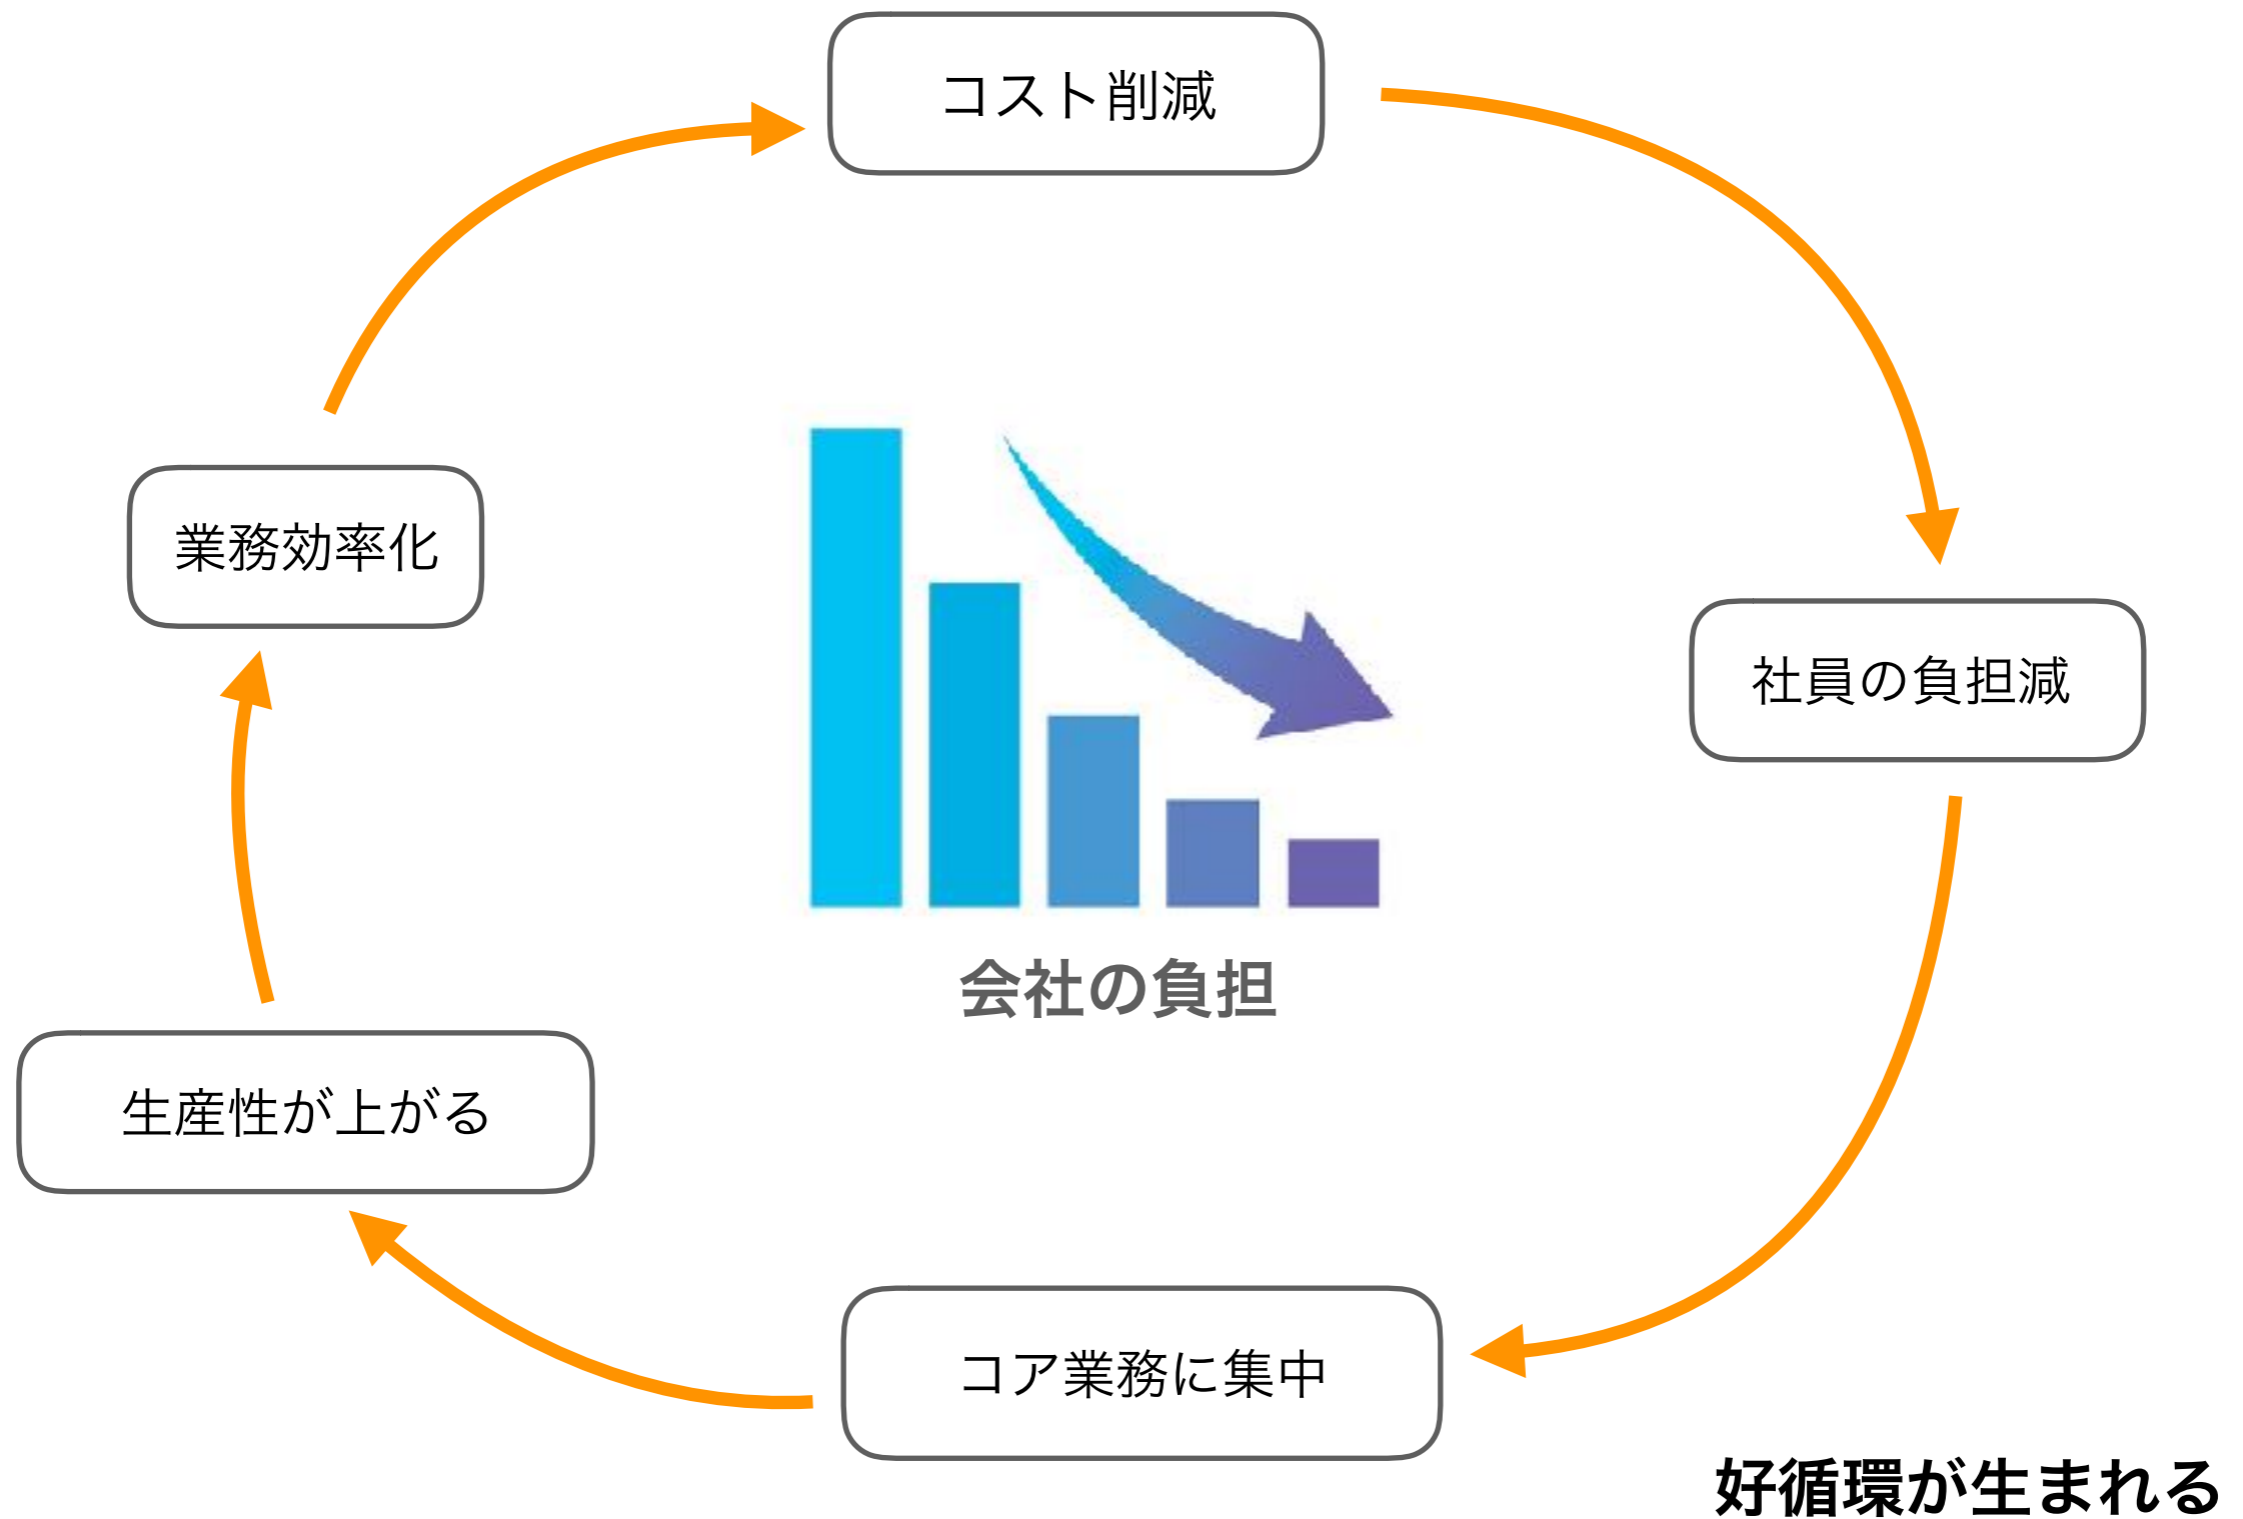 コスト削減
業務効率化
社員の負担減
会社の負担
生産性が上がる
コア業務に集中
好循環が生まれる